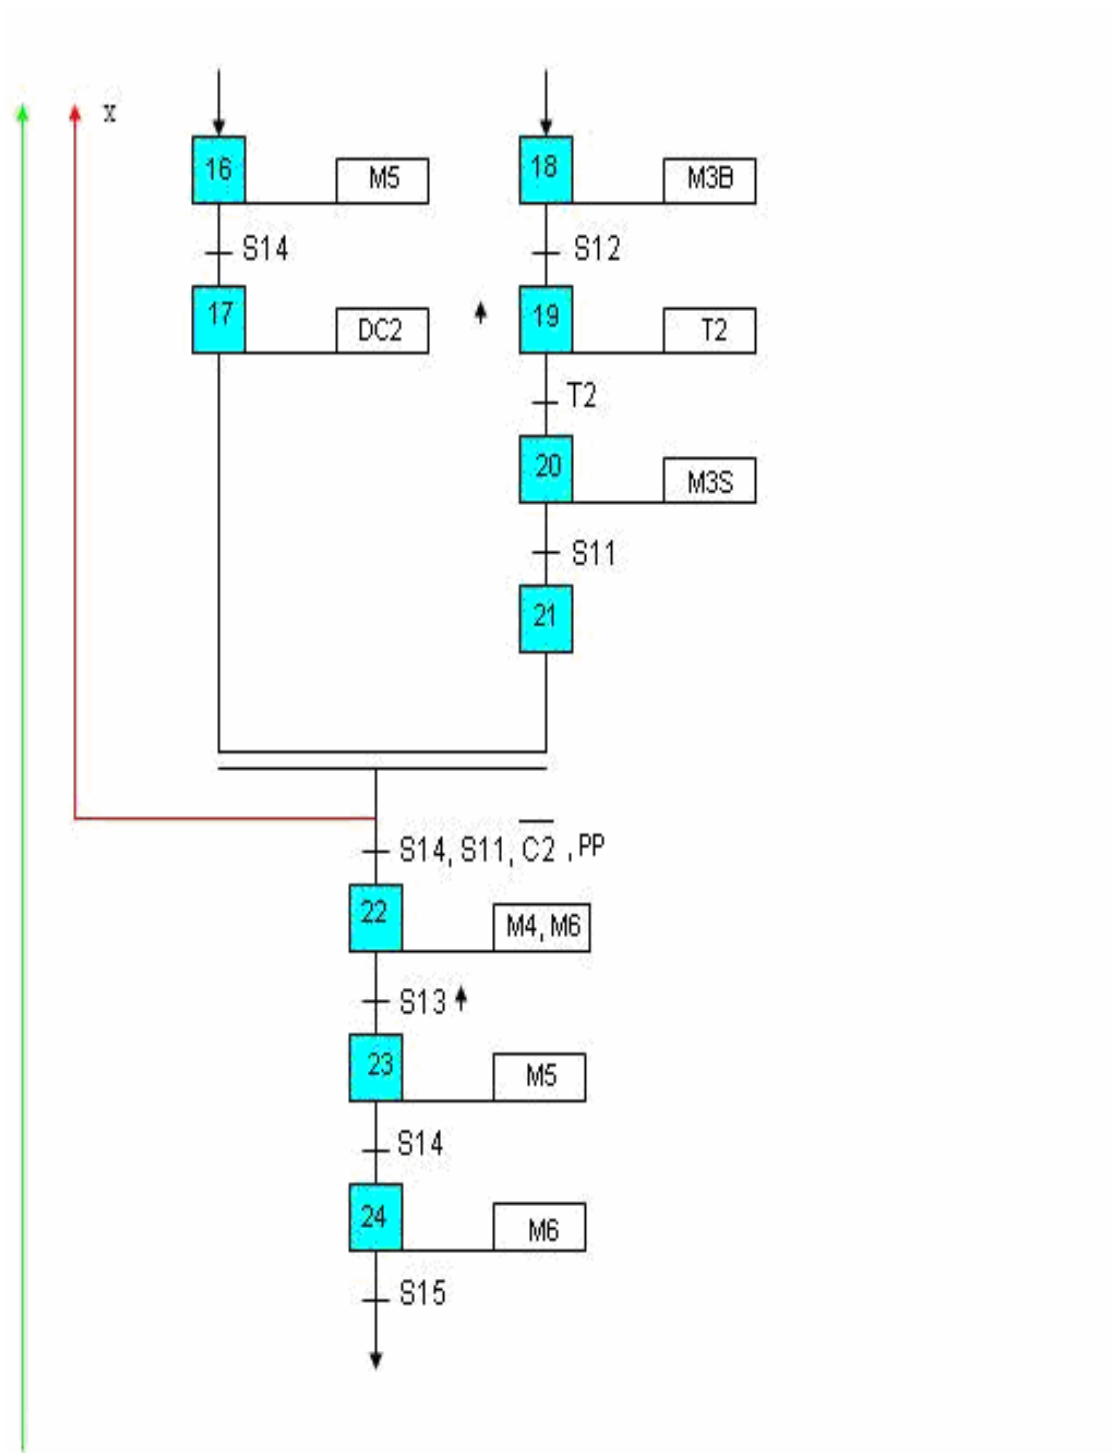 X
16
M5
18
M3B
S14
S12
17
DC2
19
T2
T2
20
M3S
S11
21
S14, S11, C̅2̅ , PP
22
M4, M6
S13
23
M5
S14
24
M6
S15